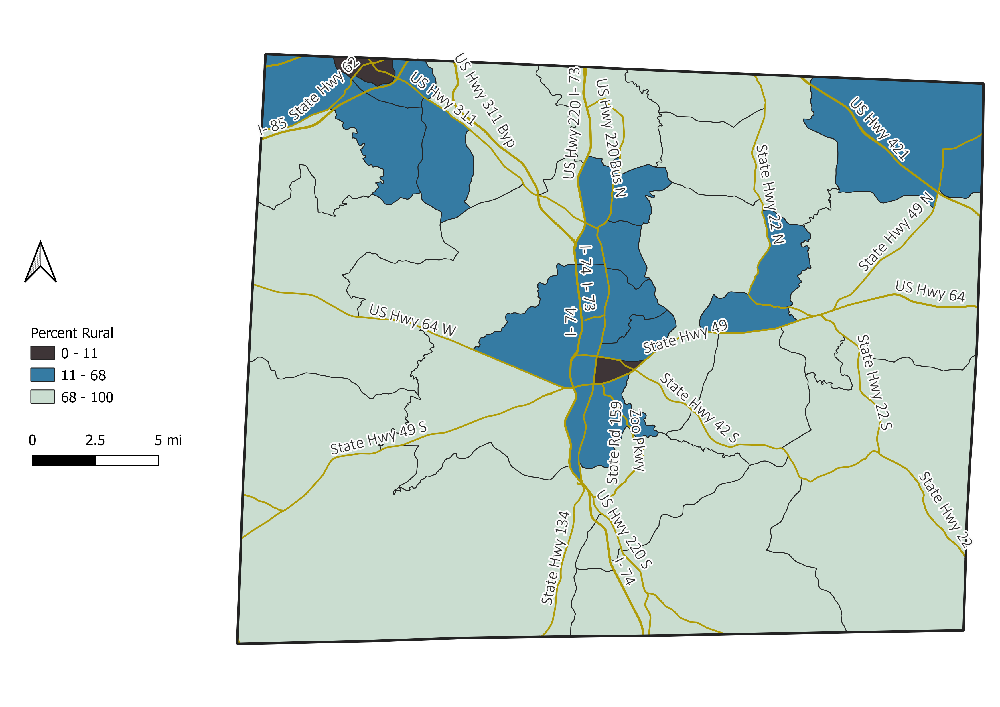 State Hwy 62
I- 85
US Hwy 311
US Hwy 311 Byp
US Hwy 220
I- 73
US Hwy 220 Bus N
State Hwy 22 N
US Hwy 421
State Hwy 49 N
US Hwy 64
I- 74
I- 73
I- 74
US Hwy 64 W
State Hwy 49
State Hwy 42 S
State Hwy 22 S
State Rd 159
Zoo Pkwy
State Hwy 49 S
State Hwy 22
State Hwy 134
US Hwy 220 S
I- 74
Percent Rural
0 - 11
11 - 68
68 - 100
0 2.5 5 mi